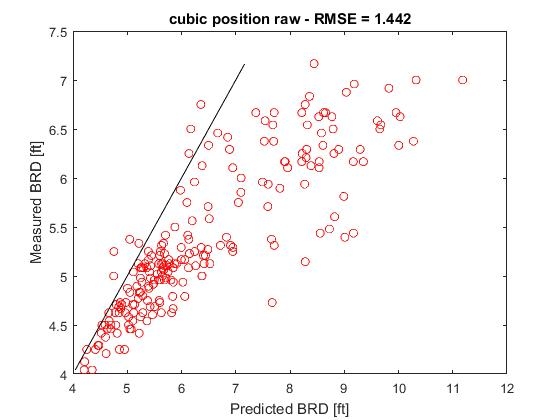 cubic position raw - RMSE = 1.442
Measured BRD [ft]
7.5
7
6.5
6
5.5
5
4.5
4
4 5 6 7 8 9 10 11 12
Predicted BRD [ft]